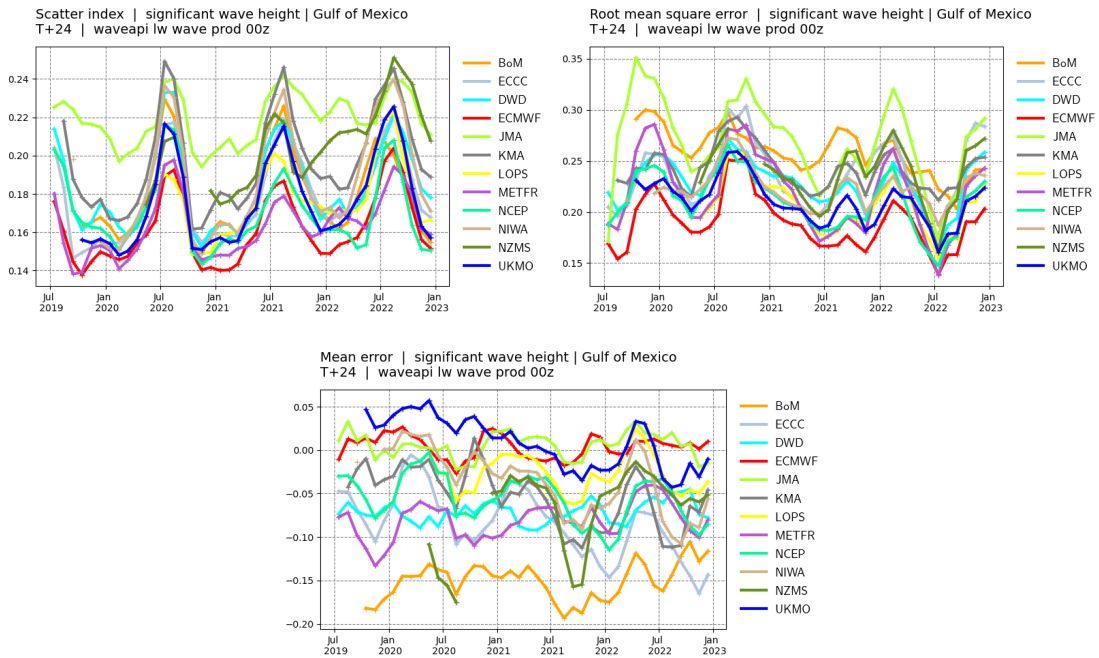 Scatter index | significant wave height | Gulf of Mexico
T+24 | waveapi lw wave prod 00z
0.24
0.22
0.20
0.18
0.16
0.14
Jul 2019
Jan 2020
Jul 2020
Jan 2021
Jul 2021
Jan 2022
Jul 2022
Jan 2023
BoM
ECCC
DWD
ECMWF
JMA
KMA
LOPS
METFR
NCEP
NIWA
NZMS
UKMO
Root mean square error | significant wave height | Gulf of Mexico
T+24 | waveapi lw wave prod 00z
0.35
0.30
0.25
0.20
0.15
Jul 2019
Jan 2020
Jul 2020
Jan 2021
Jul 2021
Jan 2022
Jul 2022
Jan 2023
BoM
ECCC
DWD
ECMWF
JMA
KMA
LOPS
METFR
NCEP
NIWA
NZMS
UKMO
Mean error | significant wave height | Gulf of Mexico
T+24 | waveapi lw wave prod 00z
0.05
0.00
−0.05
−0.10
−0.15
−0.20
Jul 2019
Jan 2020
Jul 2020
Jan 2021
Jul 2021
Jan 2022
Jul 2022
Jan 2023
BoM
ECCC
DWD
ECMWF
JMA
KMA
LOPS
METFR
NCEP
NIWA
NZMS
UKMO